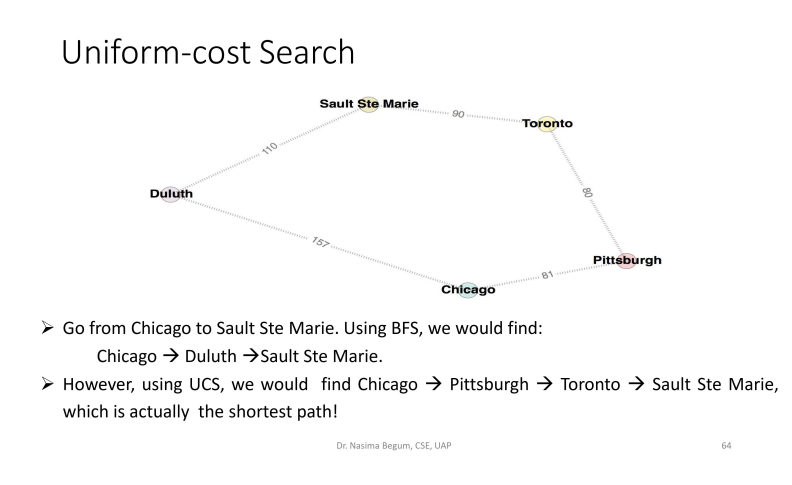 Uniform-cost Search
Sault Ste Marie
90
Toronto
110
80
Duluth
157
Pittsburgh
81
Chicago
➢ Go from Chicago to Sault Ste Marie. Using BFS, we would find:
Chicago → Duluth →Sault Ste Marie.
➢ However, using UCS, we would find Chicago → Pittsburgh → Toronto → Sault Ste Marie,
which is actually the shortest path!
Dr. Nasima Begum, CSE, UAP
64